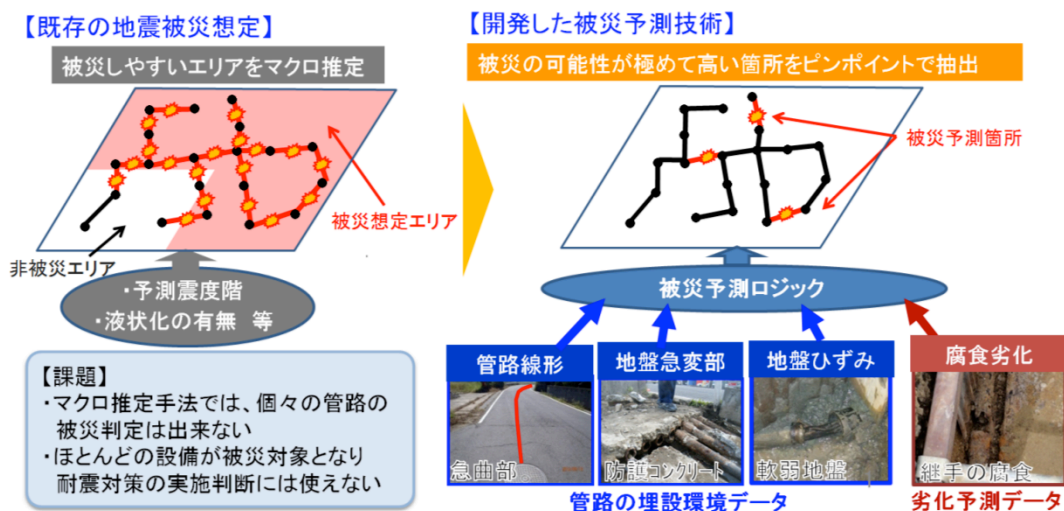 【既存の地震被災想定】
被災しやすいエリアをマクロ推定
被災想定エリア
非被災エリア
・予測震度階
・液状化の有無 等
【課題】
・マクロ推定手法では、個々の管路の
被災判定は出来ない
・ほとんどの設備が被災対象となり
耐震対策の実施判断には使えない
【開発した被災予測技術】
被災の可能性が極めて高い箇所をピンポイントで抽出
被災予測箇所
被災予測ロジック
管路線形
急曲部
地盤急変部
防護コンクリート
地盤ひずみ
軟弱地盤
腐食劣化
継手の腐食
管路の埋設環境データ
劣化予測データ